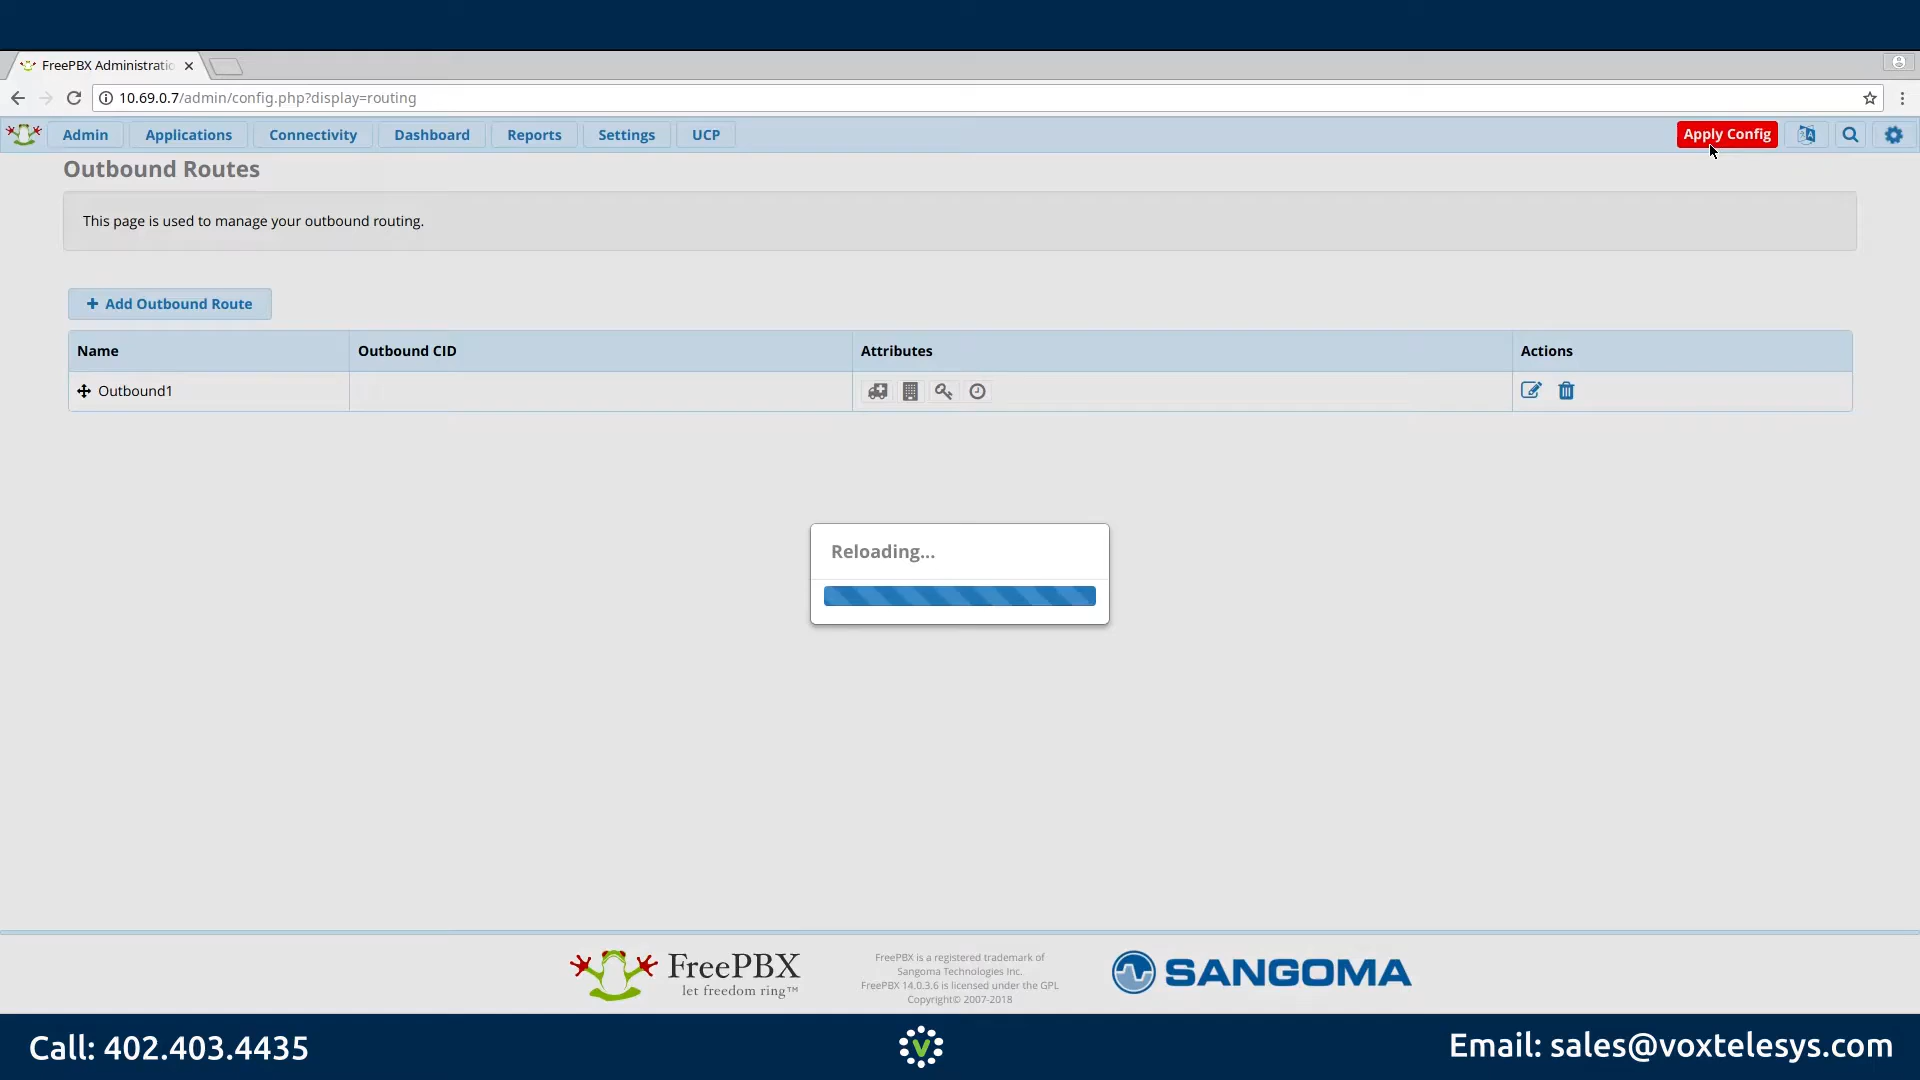 FreePBX Administratio
10.69.0.7/admin/config.php?display=routing
Admin Applications Connectivity Dashboard Reports Settings UCP Apply Config
Outbound Routes
This page is used to manage your outbound routing.
+ Add Outbound Route
Name Outbound CID Attributes Actions
Outbound1
Reloading...
FreePBX
let freedom ring™
FreePBX is a registered trademark of
Sangoma Technologies Inc.
FreePBX 14.0.3.6 is licensed under the GPL
Copyright© 2007-2018
SANGOMA
Call: 402.403.4435
V
Email: sales@voxtelesys.com